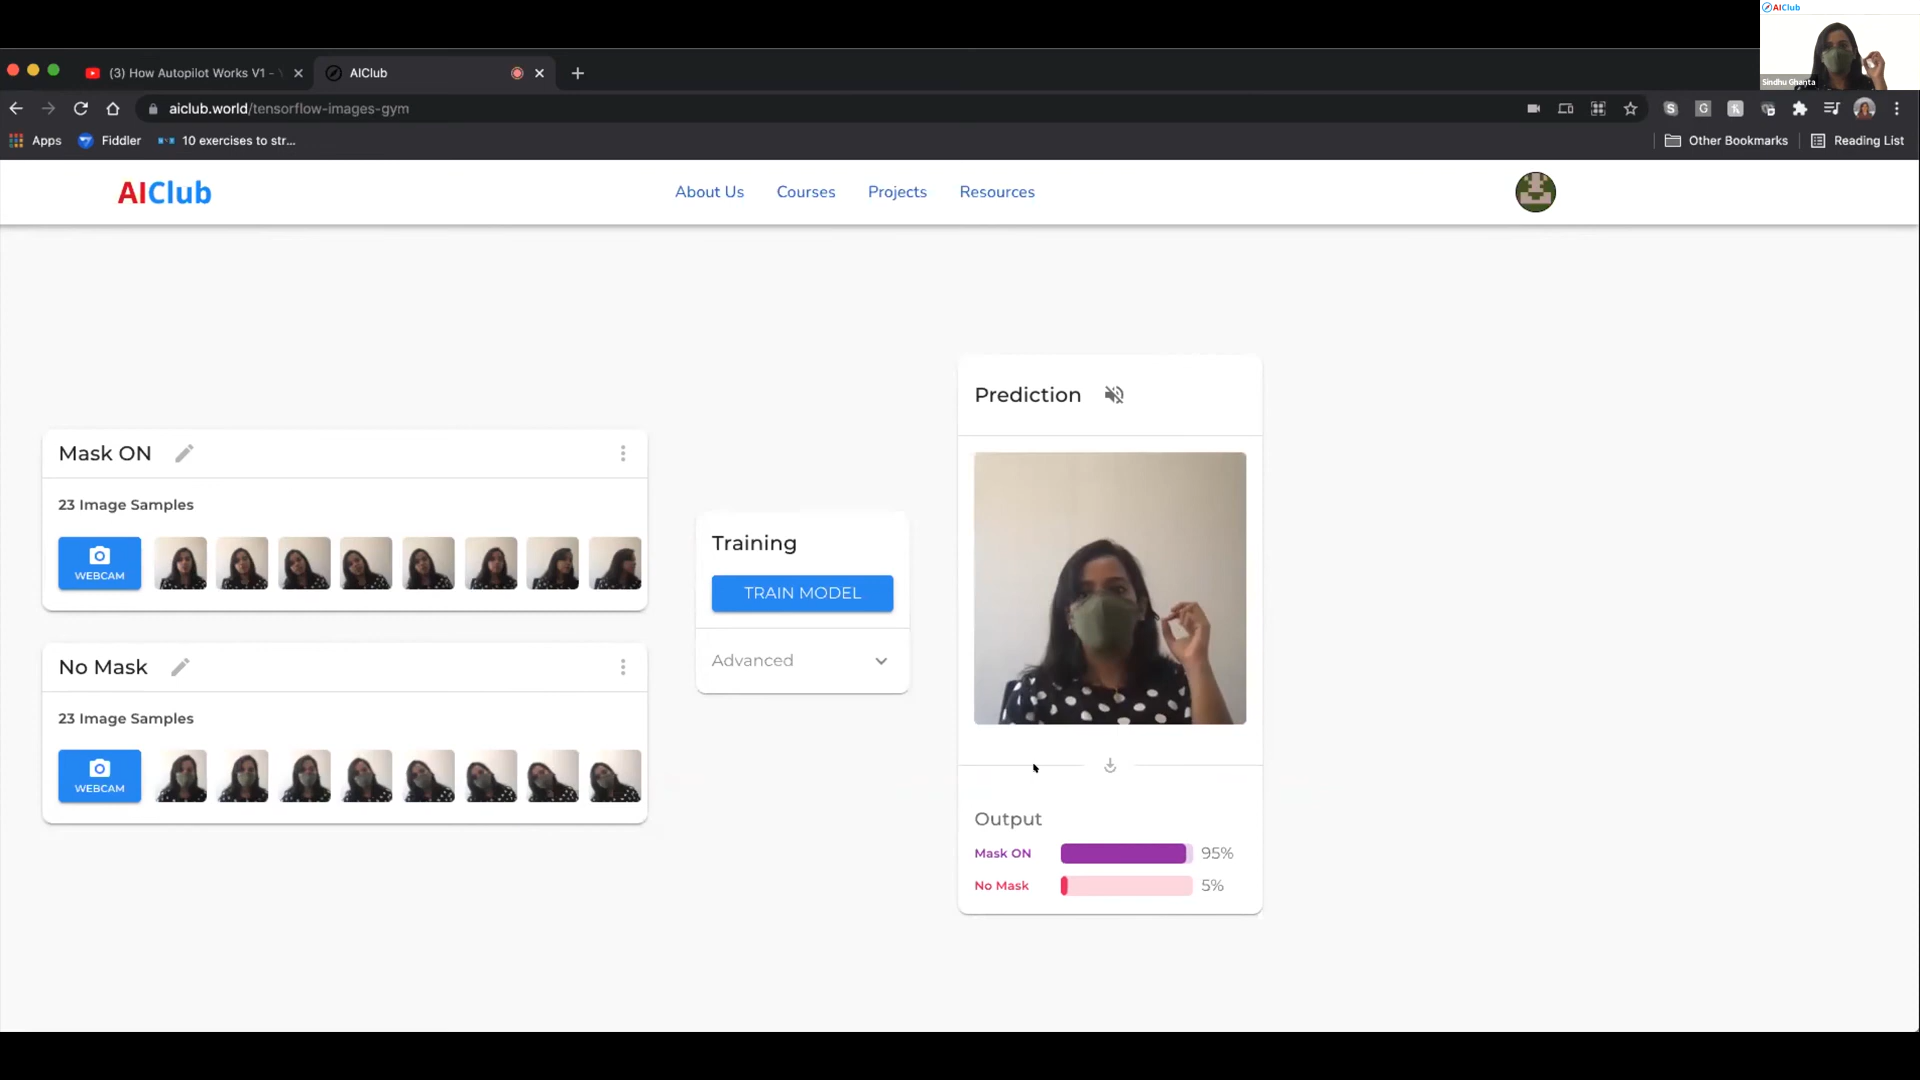 AIClub
Sindhu Ghanta
(3) How Autopilot Works V1 -
AIClub
aiclub.world/tensorflow-images-gym
Apps
Fiddler
10 exercises to str...
Other Bookmarks
Reading List
AIClub
About Us
Courses
Projects
Resources
Prediction
Mask ON
23 Image Samples
WEBCAM
Training
TRAIN MODEL
Advanced
No Mask
23 Image Samples
WEBCAM
Output
Mask ON 95%
No Mask 5%